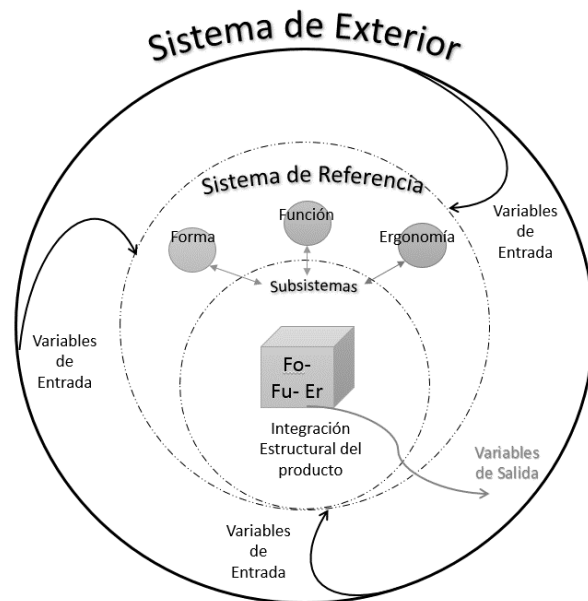 Sistema de Exterior
Sistema de Referencia
Función
Forma
Ergonomía
Variables
de
Entrada
Subsistemas
Variables
de
Entrada
Fo-
Fu- Er
Integración
Estructural del
producto
Variables
de Salida
Variables
de
Entrada